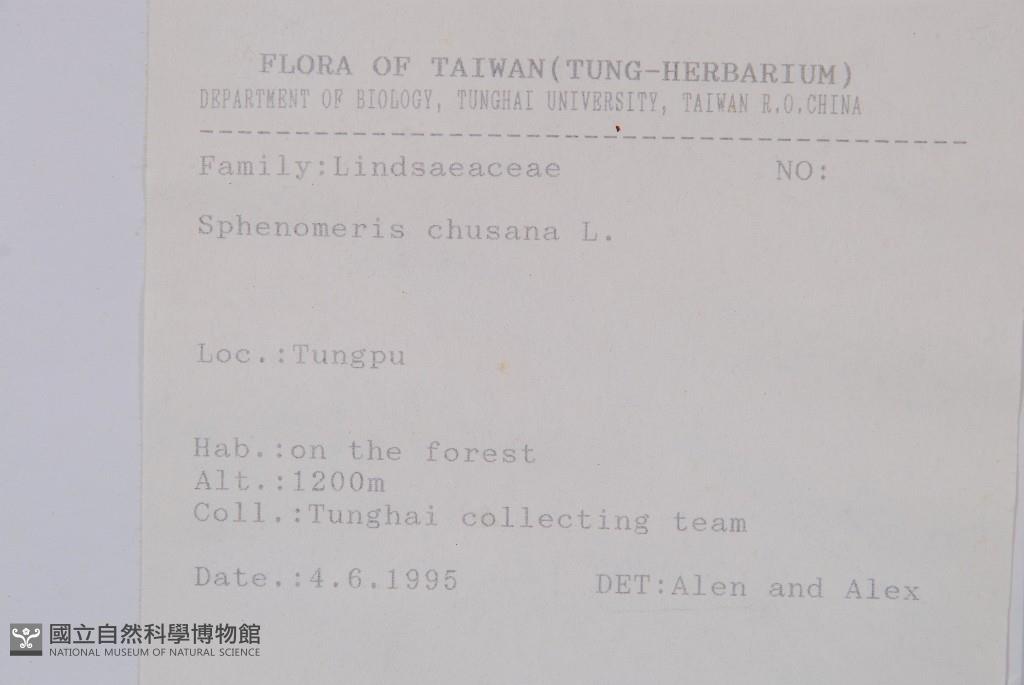 FLORA OF TAIWAN(TUNG-HERBARIUM)
DEPARTMENT OF BIOLOGY, TUNGHAI UNIVERSITY, TAIWAN R.O.CHINA
Family:Lindsaeaceae NO:
Sphenomeris chusana L.
Loc.:Tungpu
Hab.:on the forest
Alt.:1200m
Coll.:Tunghai collecting team
Date.:4.6.1995 DET:Alen and Alex
國立自然科學博物館
NATIONAL MUSEUM OF NATURAL SCIENCE